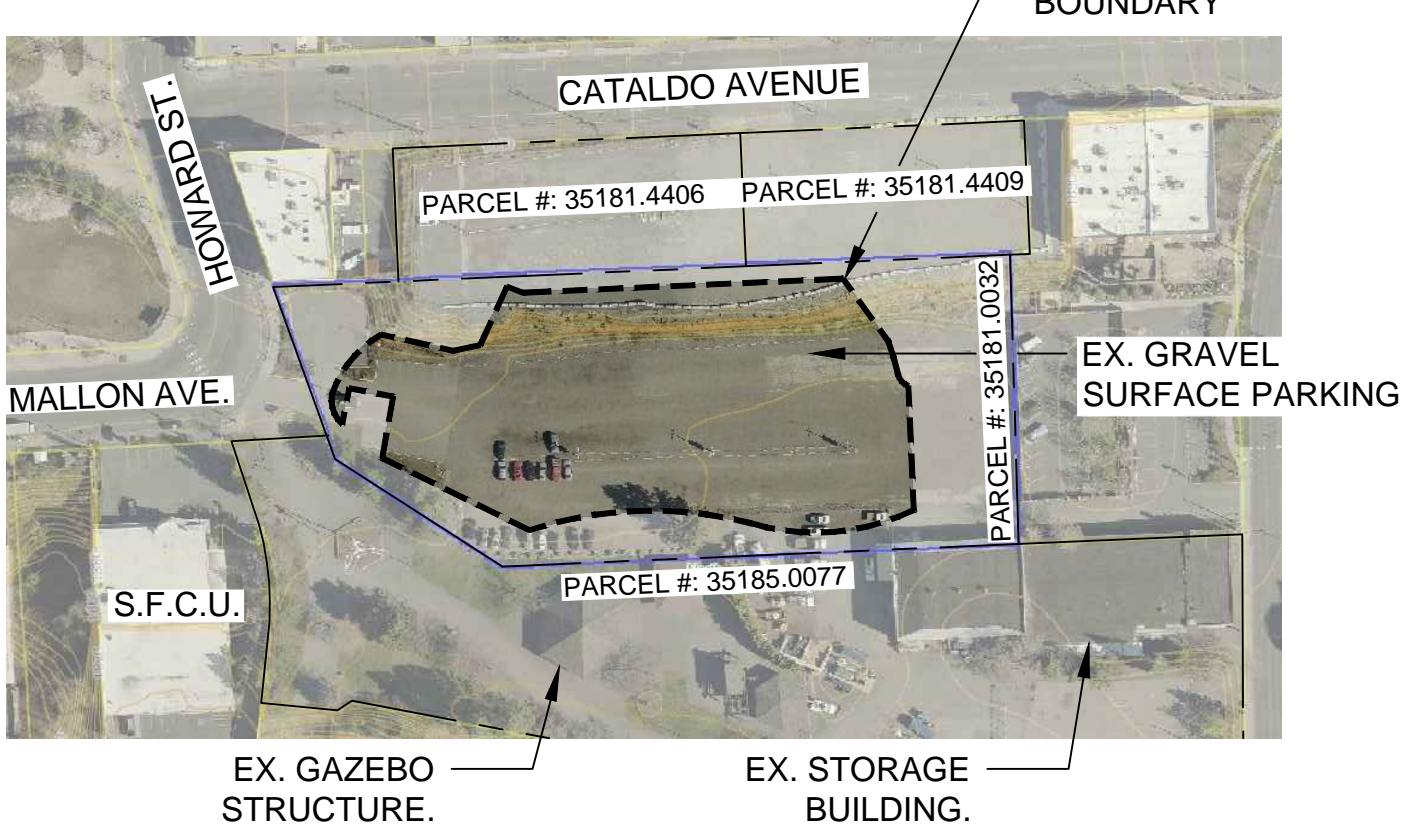 BOUNDARY
CATALDO AVENUE
HOWARD ST.
PARCEL #: 35181.4406
PARCEL #: 35181.4409
PARCEL #: 35181.0032
EX. GRAVEL
SURFACE PARKING
MALLON AVE.
PARCEL #: 35185.0077
S.F.C.U.
EX. GAZEBO
STRUCTURE.
EX. STORAGE
BUILDING.